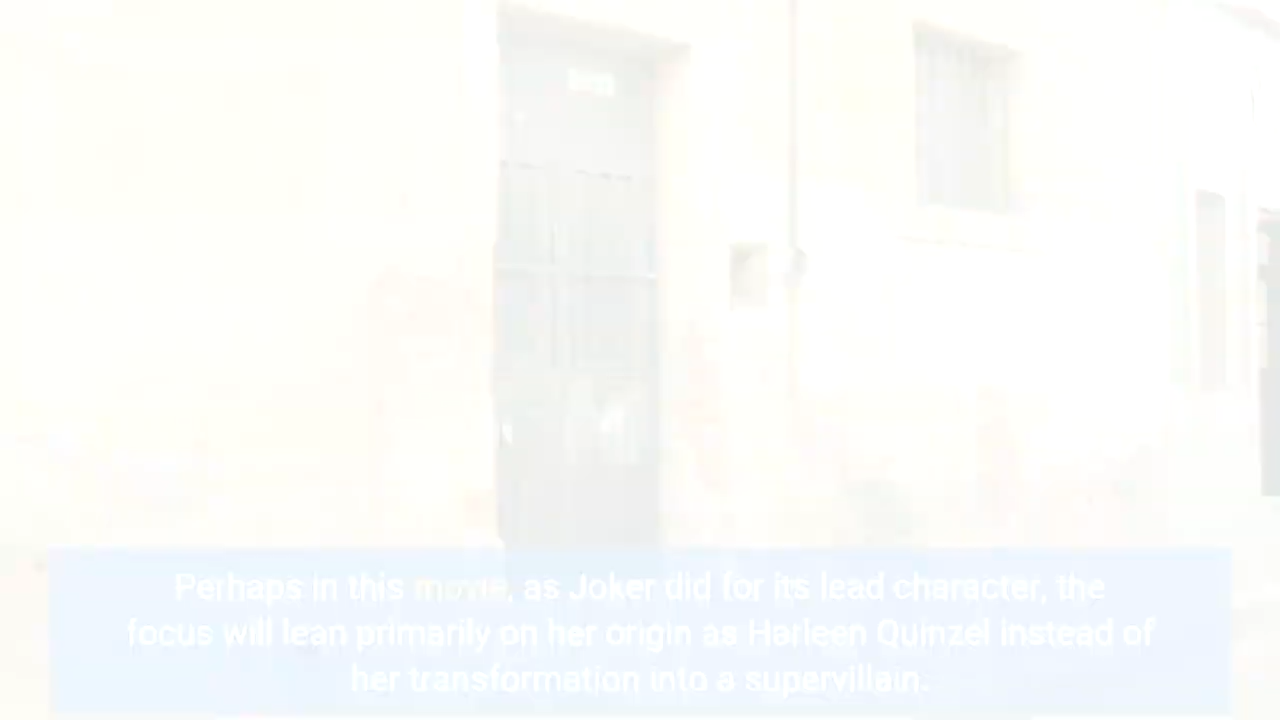 Perhaps in this movie, as Joker did for its lead character, the
focus will lean primarily on her origin as Harleen Quinzel instead of
her transformation into a supervillain.